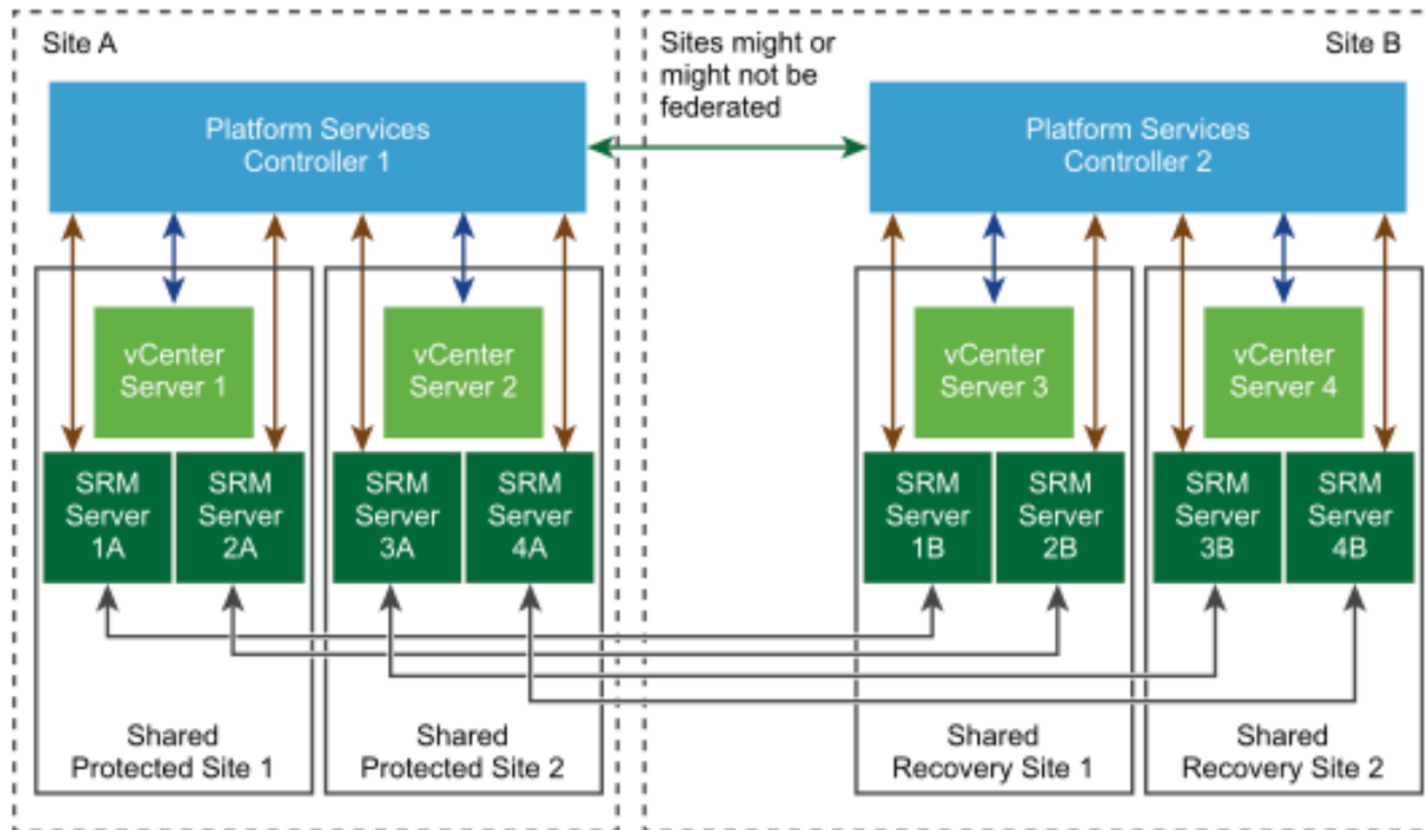 Site A
Sites might or
might not be
federated
Site B
Platform Services
Controller 1
Platform Services
Controller 2
vCenter
Server 1
vCenter
Server 2
vCenter
Server 3
vCenter
Server 4
SRM
Server
1A
SRM
Server
2A
SRM
Server
3A
SRM
Server
4A
SRM
Server
1B
SRM
Server
2B
SRM
Server
3B
SRM
Server
4B
Shared
Protected Site 1
Shared
Protected Site 2
Shared
Recovery Site 1
Shared
Recovery Site 2